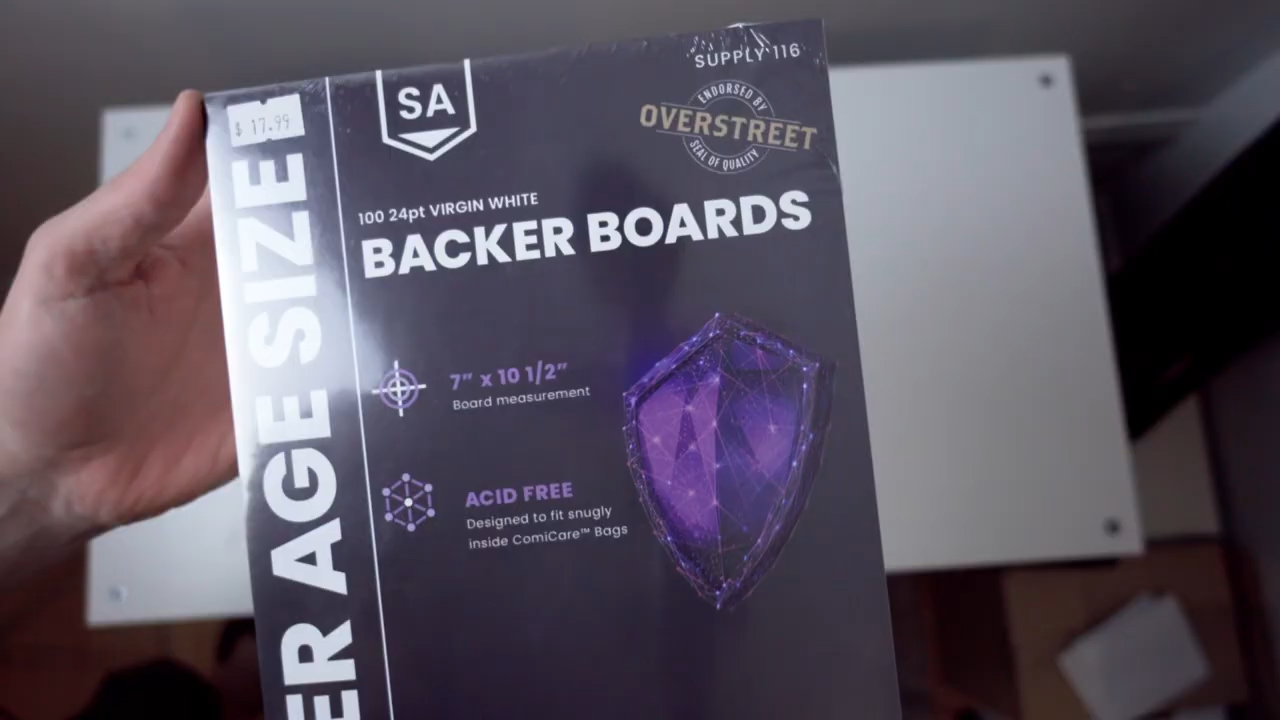 SUPPLY 116
SA
$ 17.99
ENDORSED BY
OVERSTREET
SEAL OF QUALITY
100 24pt VIRGIN WHITE
BACKER BOARDS
7” x 10 1/2”
Board measurement
ACID FREE
Designed to fit snugly
inside ComiCare™ Bags
ER AGE SIZE